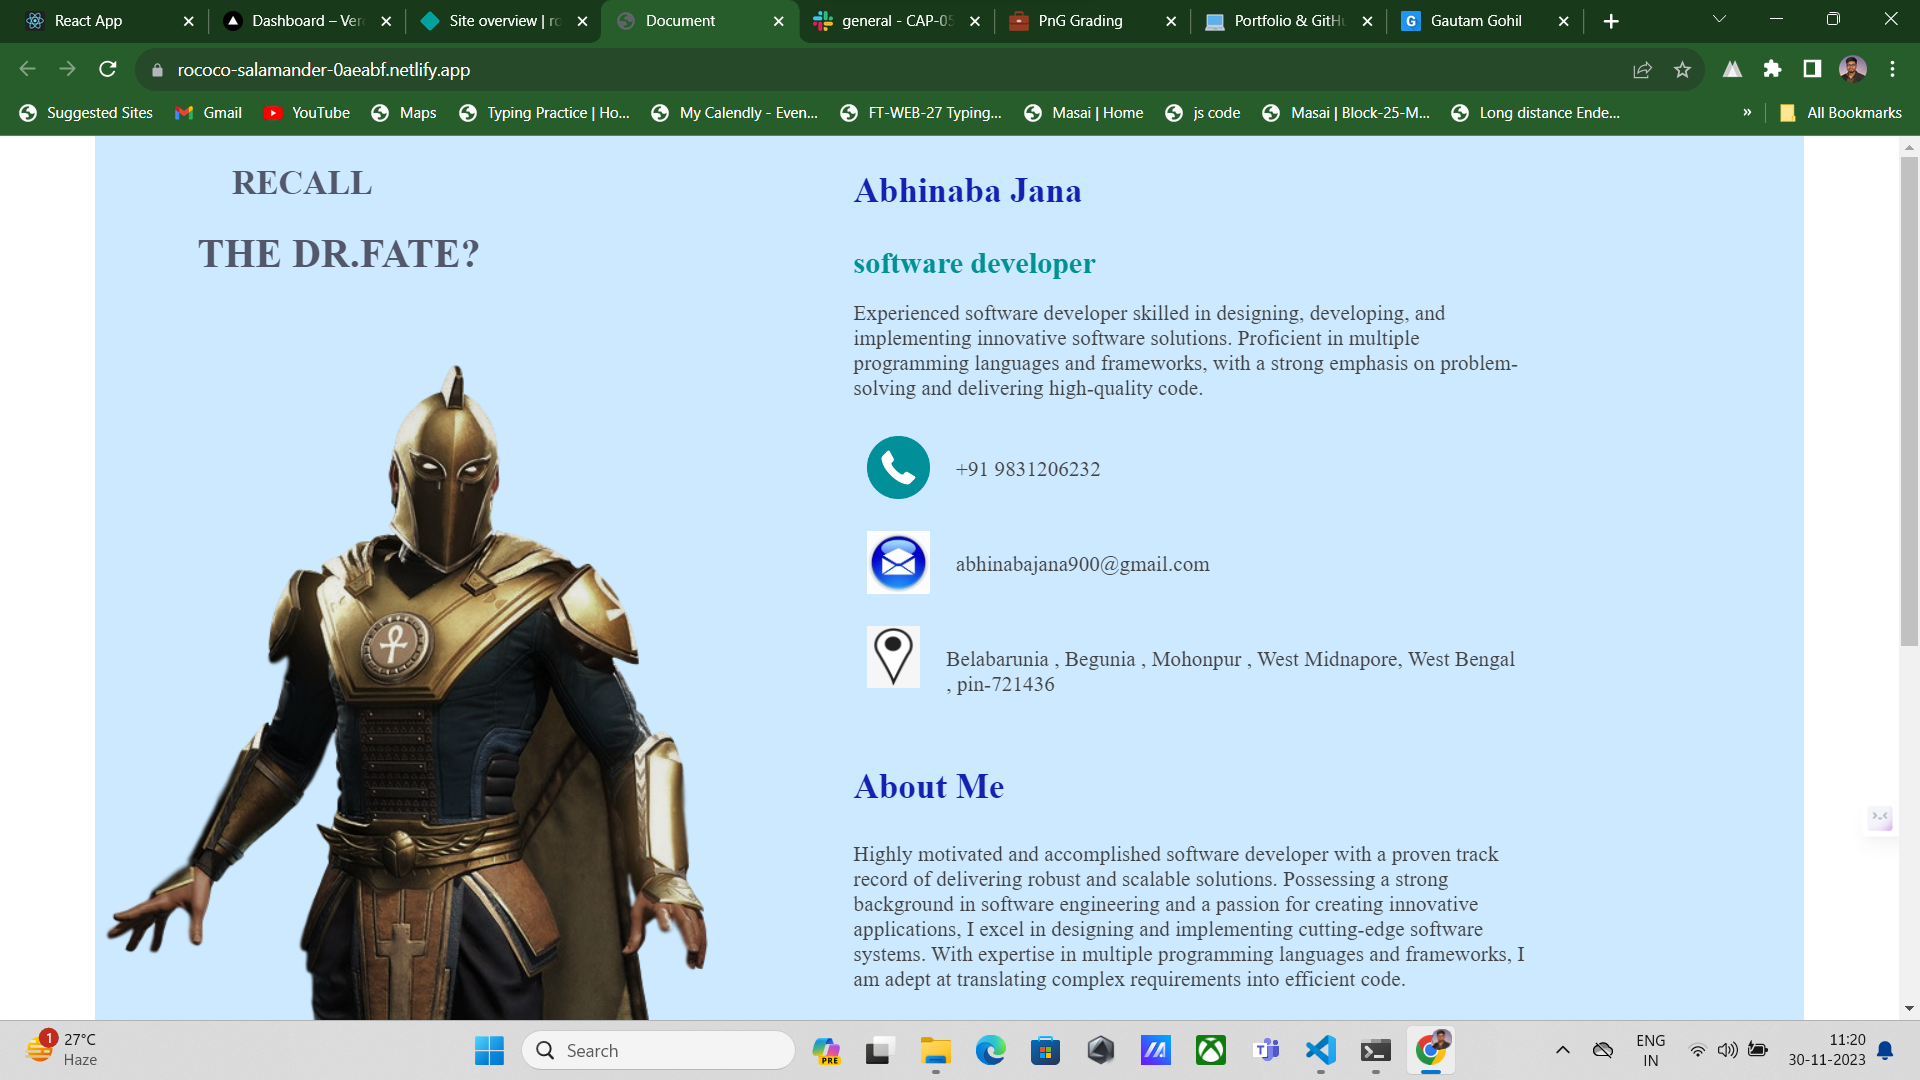 React App
Dashboard – Ver
Site overview | ro
Document
general - CAP-05
PnG Grading
Portfolio & GitH
Gautam Gohil
rococo-salamander-0aeabf.netlify.app
Suggested Sites
Gmail
YouTube
Maps
Typing Practice | Ho...
My Calendly - Even...
FT-WEB-27 Typing...
Masai | Home
js code
Masai | Block-25-M...
Long distance Ende...
»
All Bookmarks
RECALL
THE DR.FATE?
Abhinaba Jana
software developer
Experienced software developer skilled in designing, developing, and
implementing innovative software solutions. Proficient in multiple
programming languages and frameworks, with a strong emphasis on problem-
solving and delivering high-quality code.
+91 9831206232
abhinabajana900@gmail.com
Belabarunia , Begunia , Mohonpur , West Midnapore, West Bengal
, pin-721436
About Me
Highly motivated and accomplished software developer with a proven track
record of delivering robust and scalable solutions. Possessing a strong
background in software engineering and a passion for creating innovative
applications, I excel in designing and implementing cutting-edge software
systems. With expertise in multiple programming languages and frameworks, I
am adept at translating complex requirements into efficient code.
1
27°C
Haze
Search
PRE
ENG
IN
11:20
30-11-2023